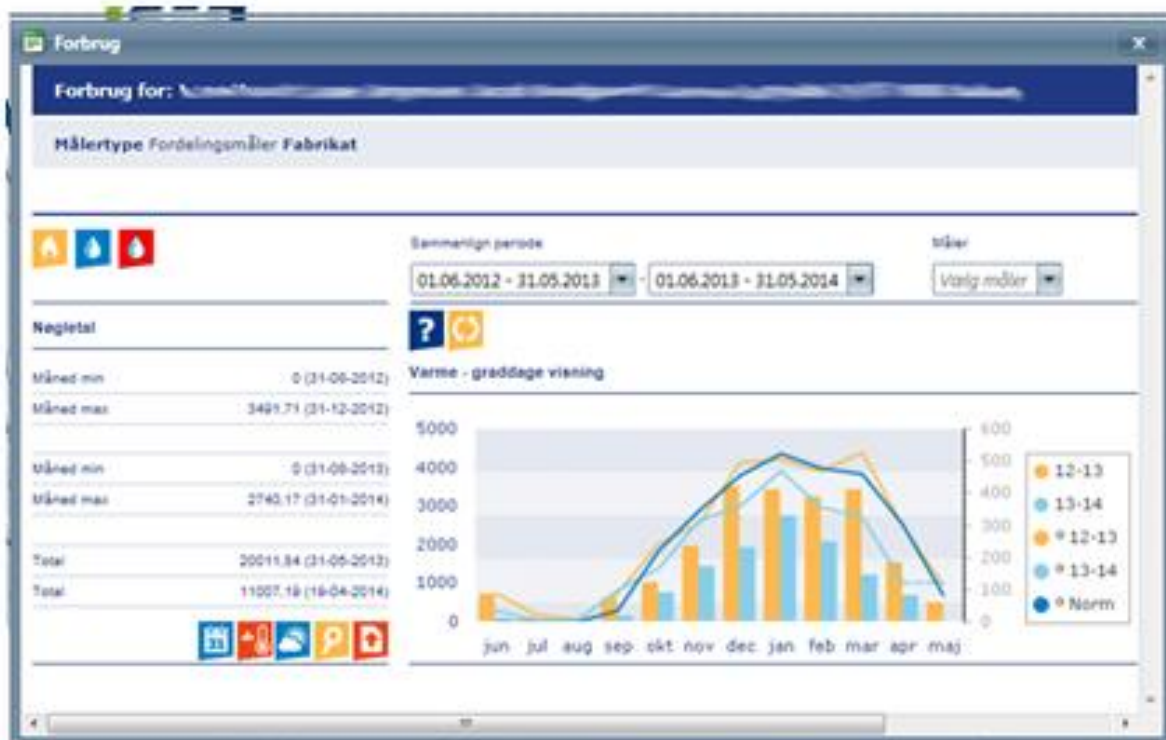 Forbrug
Forbrug for:
Målertype Fordelingsmåler Fabrikat
Sammenlign periode
Måler
01.06.2012 - 31.05.2013 - 01.06.2013 - 31.05.2014
Vælg måler
Nøgletal
?
Varme - graddage visning
Måned min 0 (31-08-2012)
Måned max 3491,71 (31-12-2012)
Måned min 0 (31-08-2013)
Måned max 2740,17 (31-01-2014)
Total 20011,54 (31-05-2013)
Total 11007,19 (19-04-2014)
31
5000
4000
3000
2000
1000
0
600
500
400
300
200
100
0
jun jul aug sep okt nov dec jan feb mar apr maj
12-13
13-14
° 12-13
° 13-14
° Norm